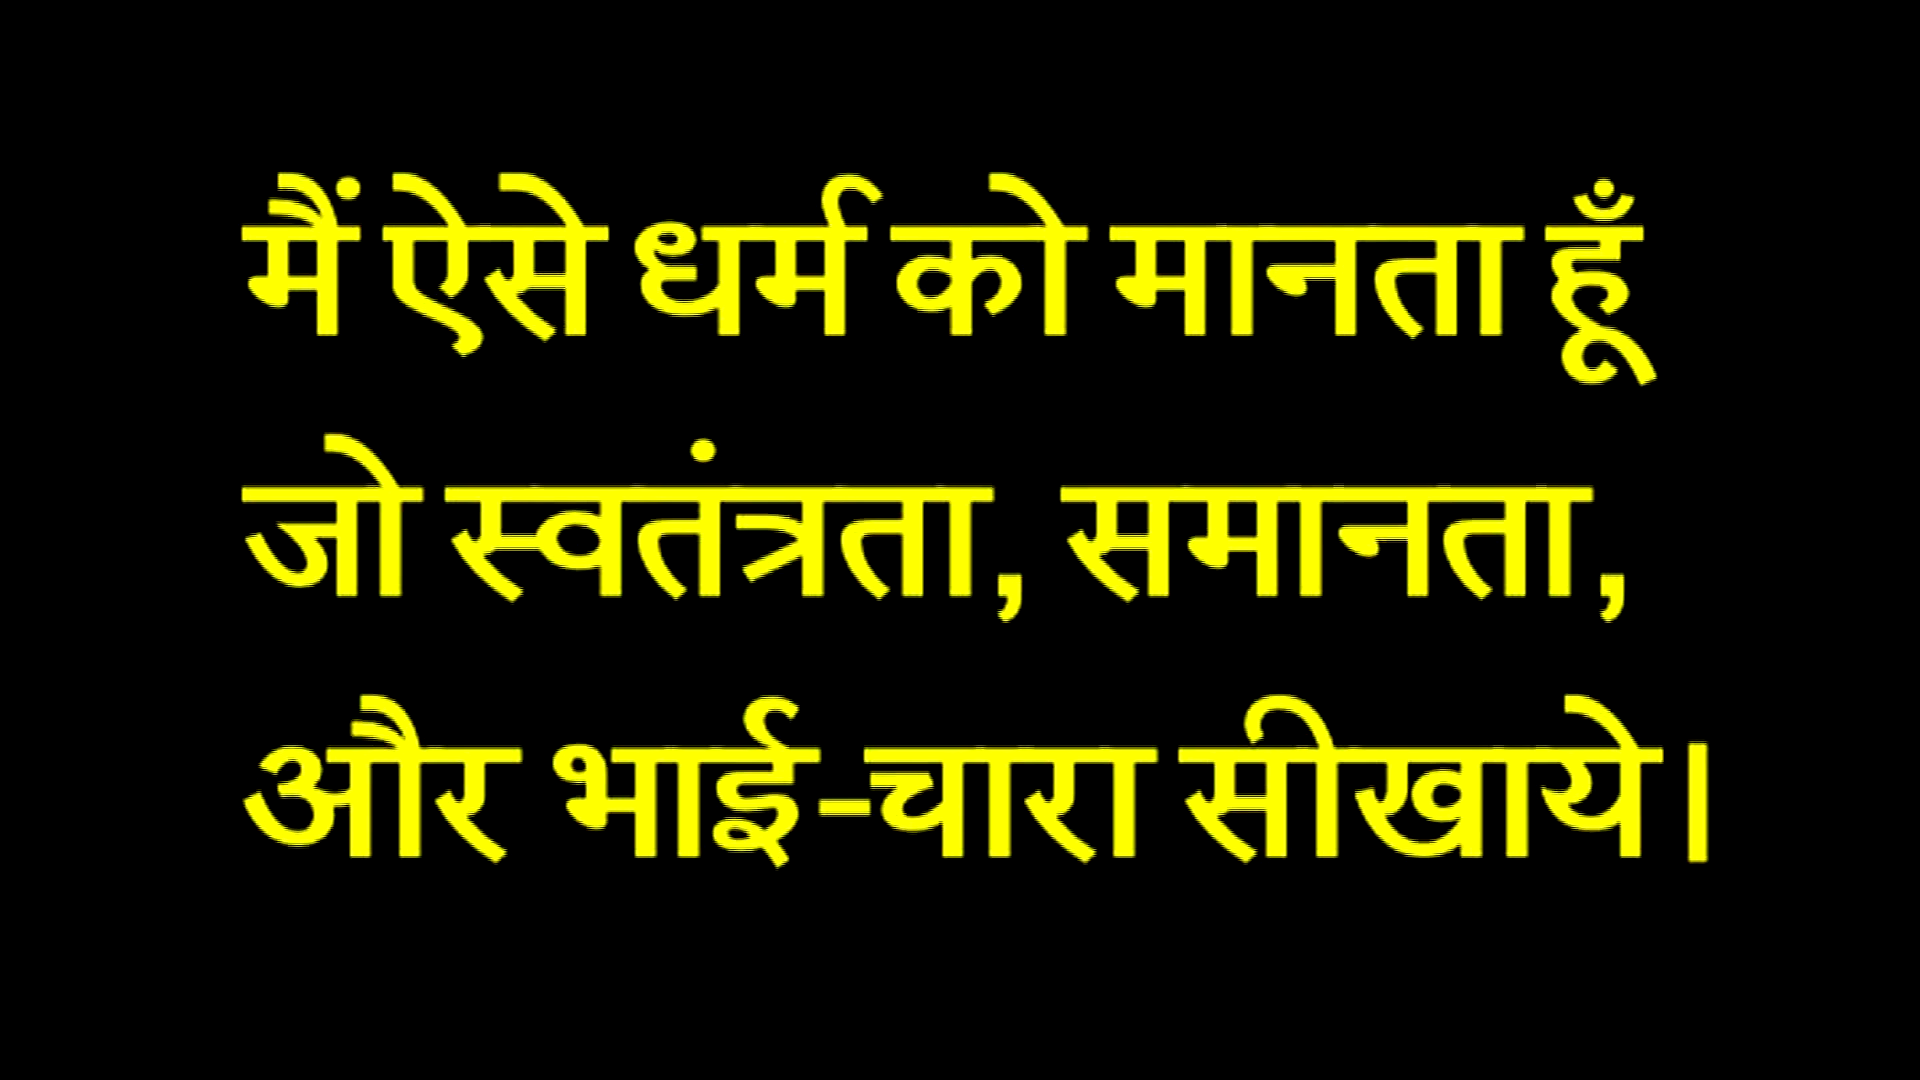 मैं ऐसे धर्म को मानता हूँ
जो स्वतंत्रता, समानता,
और भाई-चारा सीखाये।